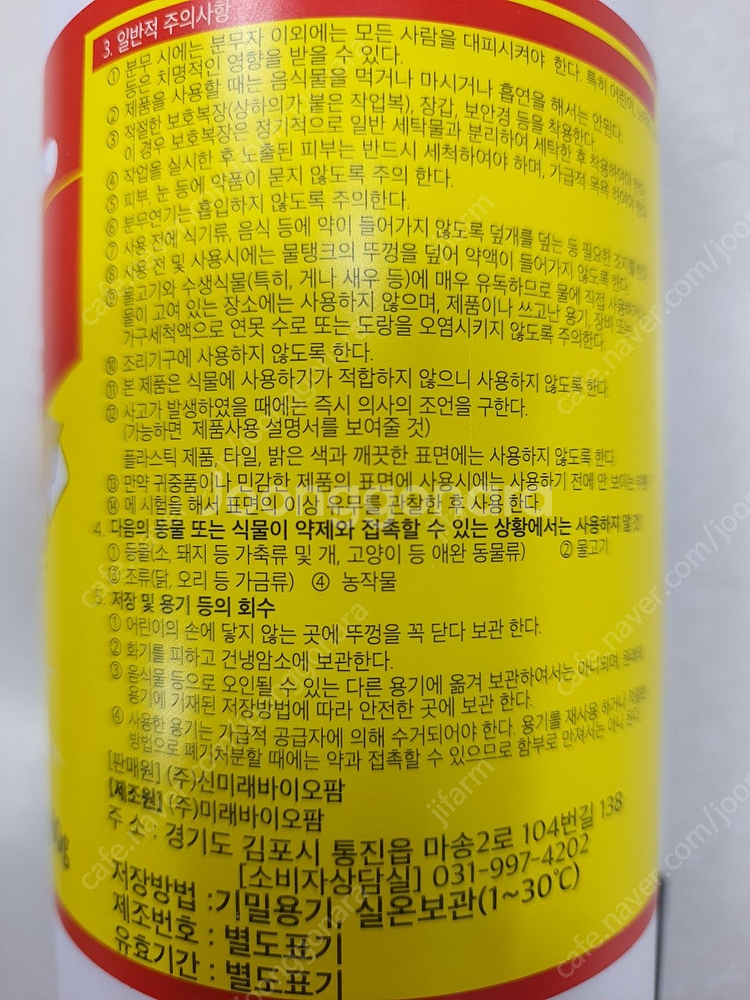 3. 일반적 주의사항
① 분무 시에는 분무자 이외에는 모든 사람을 대피시켜야 한다. 특히 어린이,
등은 치명적인 영향을 받을 수 있다.
② 제품을 사용할 때는 음식물을 먹거나 마시거나 흡연을 해서는 안된다.
③ 적절한 보호복장(상하의가 붙은 작업복), 장갑, 보안경 등을 착용한다.
이 경우 보호복장은 정기적으로 일반 세탁물과 분리하여 세탁한 후 착용하여야 한다.
④ 작업을 실시한 후 노출된 피부는 반드시 세척하여야 하며, 가급적 목욕 하여야 한다.
⑤ 피부, 눈 등에 약품이 묻지 않도록 주의 한다.
⑥ 분무연기는 흡입하지 않도록 주의한다.
⑦ 사용 전에 식기류, 음식 등에 약이 들어가지 않도록 덮개를 덮는 등 필요한 조치를 한다.
⑧ 사용 전 및 사용시에는 물탱크의 뚜껑을 덮어 약액이 들어가지 않도록 한다.
⑨ 물고기와 수생식물(특히, 게나 새우 등)에 매우 유독하므로 물에 직접 사용하거나
물이 고여 있는 장소에는 사용하지 않으며, 제품이나 쓰고난 용기, 장비 또는
가구세척액으로 연못 수로 또는 도랑을 오염시키지 않도록 주의한다.
⑩ 조리기구에 사용하지 않도록 한다.
⑪ 본 제품은 식물에 사용하기가 적합하지 않으니 사용하지 않도록 한다.
⑫ 사고가 발생하였을 때에는 즉시 의사의 조언을 구한다.
(가능하면 제품사용 설명서를 보여줄 것)
플라스틱 제품, 타일, 밝은 색과 깨끗한 표면에는 사용하지 않도록 한다.
⑬ 만약 귀중품이나 민감한 제품의 표면에 사용시에는 사용하기 전에 안 보이는
⑭ 에 시험을 해서 표면의 이상 유무를 관찰한 후 사용 한다.
4. 다음의 동물 또는 식물이 약제와 접촉할 수 있는 상황에서는 사용하지 말 것!
① 동물(소, 돼지 등 가축류 및 개, 고양이 등 애완 동물류) ② 물고기
③ 조류(닭, 오리 등 가금류) ④ 농작물
5. 저장 및 용기 등의 회수
① 어린이의 손에 닿지 않는 곳에 뚜껑을 꼭 닫다 보관 한다.
② 화기를 피하고 건냉암소에 보관한다.
③ 음식물 등으로 오인될 수 있는 다른 용기에 옮겨 보관하여서는 아니되며,
용기에 기재된 저장방법에 따라 안전한 곳에 보관 한다.
④ 사용한 용기는 가급적 공급자에 의해 수거되어야 한다. 용기를 재사용 하거나
방법으로 폐기처분할 때에는 약과 접촉할 수 있으므로 함부로 만져서는 아니 된다.
[판매원] (주)신미래바이오팜
[제조원] (주)미래바이오팜
주 소 : 경기도 김포시 통진읍 마송2로 104번길 138
[소비자상담실] 031-997-4202
저장방법 :기밀용기, 실온보관(1~30℃)
제조번호 : 별도표기
유효기간 : 별도표기
joonggonara
jifarm
cafe.naver.com/joonggonara